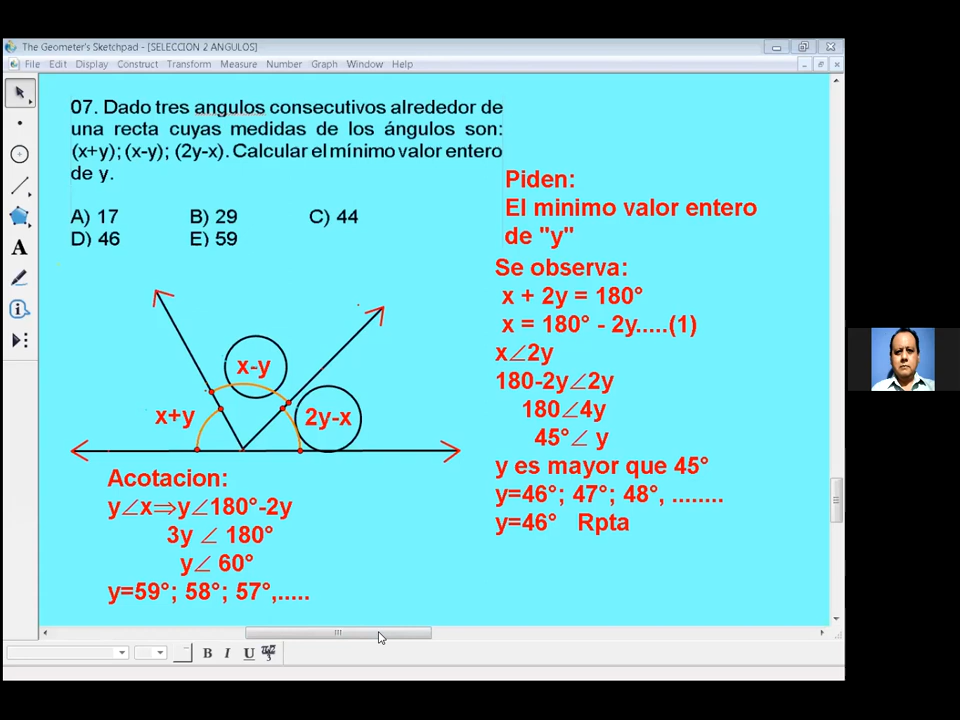 The Geometer's Sketchpad - [SELECCION 2 ANGULOS]
File Edit Display Construct Transform Measure Number Graph Window Help
07. Dado tres angulos consecutivos alrededor de
una recta cuyas medidas de los ángulos son:
(x+y); (x-y); (2y-x). Calcular el mínimo valor entero
de y.
A) 17 B) 29 C) 44
D) 46 E) 59
Piden:
El minimo valor entero
de "y"
Se observa:
x + 2y = 180°
x = 180° - 2y.....(1)
x∠2y
180-2y∠2y
180∠4y
45°∠ y
y es mayor que 45°
y=46°; 47°; 48°, ........
y=46° Rpta
x-y
x+y
2y-x
Acotacion:
y∠x⇒y∠180°-2y
3y ∠ 180°
y∠ 60°
y=59°; 58°; 57°,.....
A
B I U